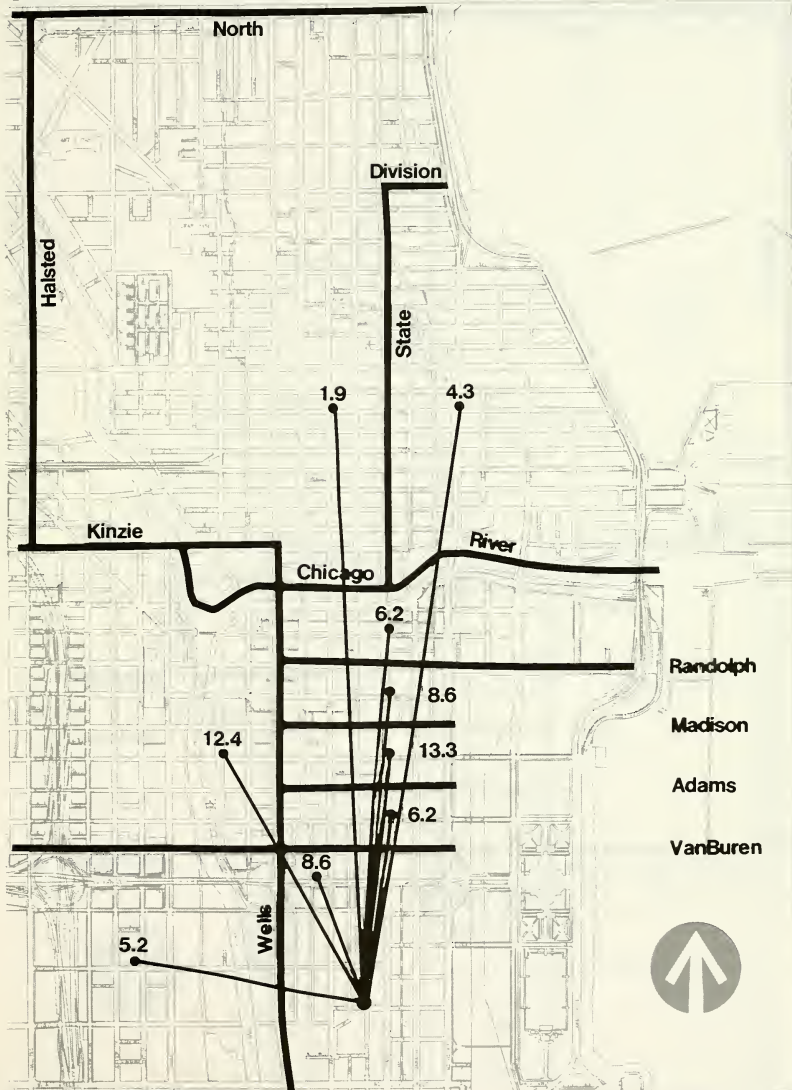 North
Division
Halsted
State
1.9
4.3
Kinzie
River
Chicago
6.2
Randolph
8.6
Madison
12.4
13.3
Adams
6.2
VanBuren
8.6
Wells
5.2